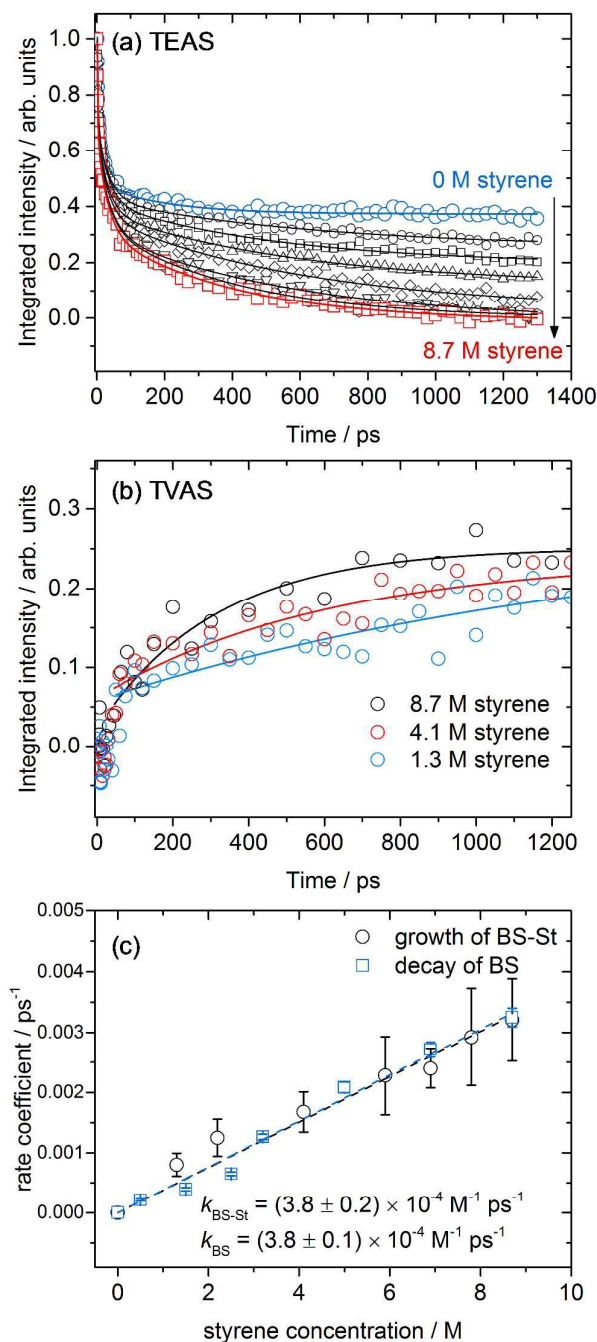 (a) TEAS
Integrated intensity / arb. units
1.0
0.8
0.6
0.4
0.2
0.0
0 M styrene
8.7 M styrene
0 200 400 600 800 1000 1200 1400
Time / ps
(b) TVAS
Integrated intensity / arb. units
0.3
0.2
0.1
0.0
8.7 M styrene
4.1 M styrene
1.3 M styrene
0 200 400 600 800 1000 1200
Time / ps
(c)
rate coefficient / ps⁻¹
0.005
0.004
0.003
0.002
0.001
0.000
growth of BS-St
decay of BS
k_BS-St = (3.8 ± 0.2) × 10⁻⁴ M⁻¹ ps⁻¹
k_BS = (3.8 ± 0.1) × 10⁻⁴ M⁻¹ ps⁻¹
0 2 4 6 8 10
styrene concentration / M